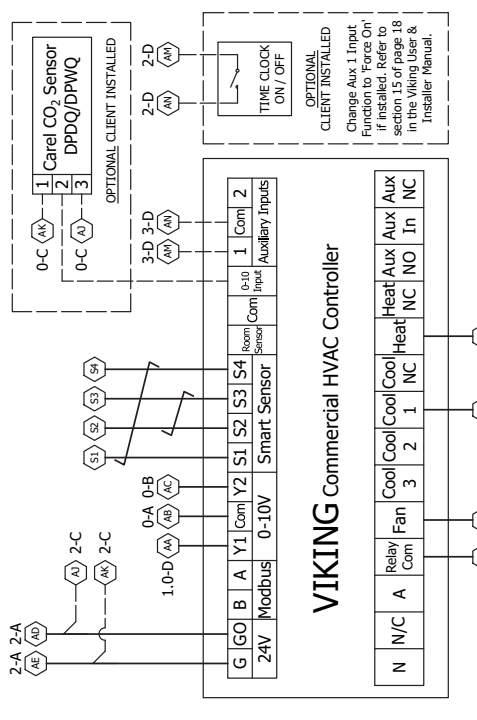 Carel CO₂ Sensor
DPDQ/DPWQ
1 2 3
OPTIONAL CLIENT INSTALLED
0-C AK
0-C AJ
2-D AM
2-D AN
TIME CLOCK
ON / OFF
OPTIONAL
CLIENT INSTALLED
Change Aux 1 Input
Function to 'Force On'
if installed. Refer to
section 15 of page 18
in the Viking User &
Installer Manual.
2-A AE
2-A AD
AJ 2-C
AK 2-C
1.0-D AA
0-A AB
0-B AC
S1 S2 S3 S4
3-D AM
3-D AN
G GO B A Y1 Com Y2 S1 S2 S3 S4 Room Sensor Com 0-10 Input 1 Com 2
24V Modbus 0-10V Smart Sensor Auxiliary Inputs
VIKING Commercial HVAC Controller
N N/C A Relay Com Fan Cool 3 Cool 2 Cool 1 Cool NC Heat Heat NC Aux NO Aux In Aux NC